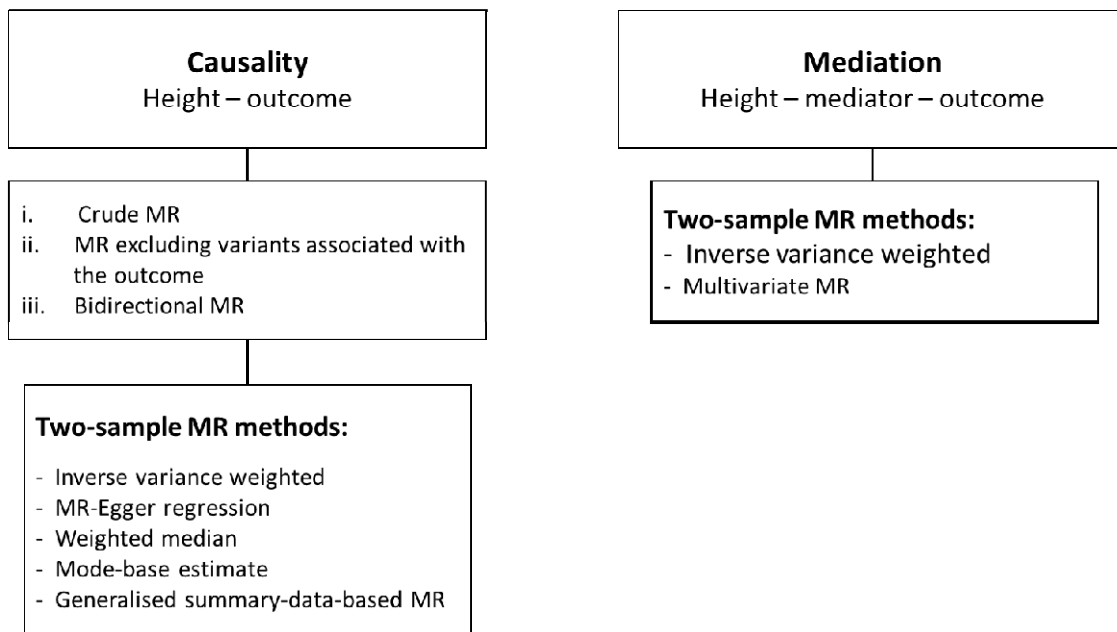 Causality
Height – outcome
i. Crude MR
ii. MR excluding variants associated with
the outcome
iii. Bidirectional MR
Two-sample MR methods:
- Inverse variance weighted
- MR-Egger regression
- Weighted median
- Mode-base estimate
- Generalised summary-data-based MR
Mediation
Height – mediator – outcome
Two-sample MR methods:
- Inverse variance weighted
- Multivariate MR